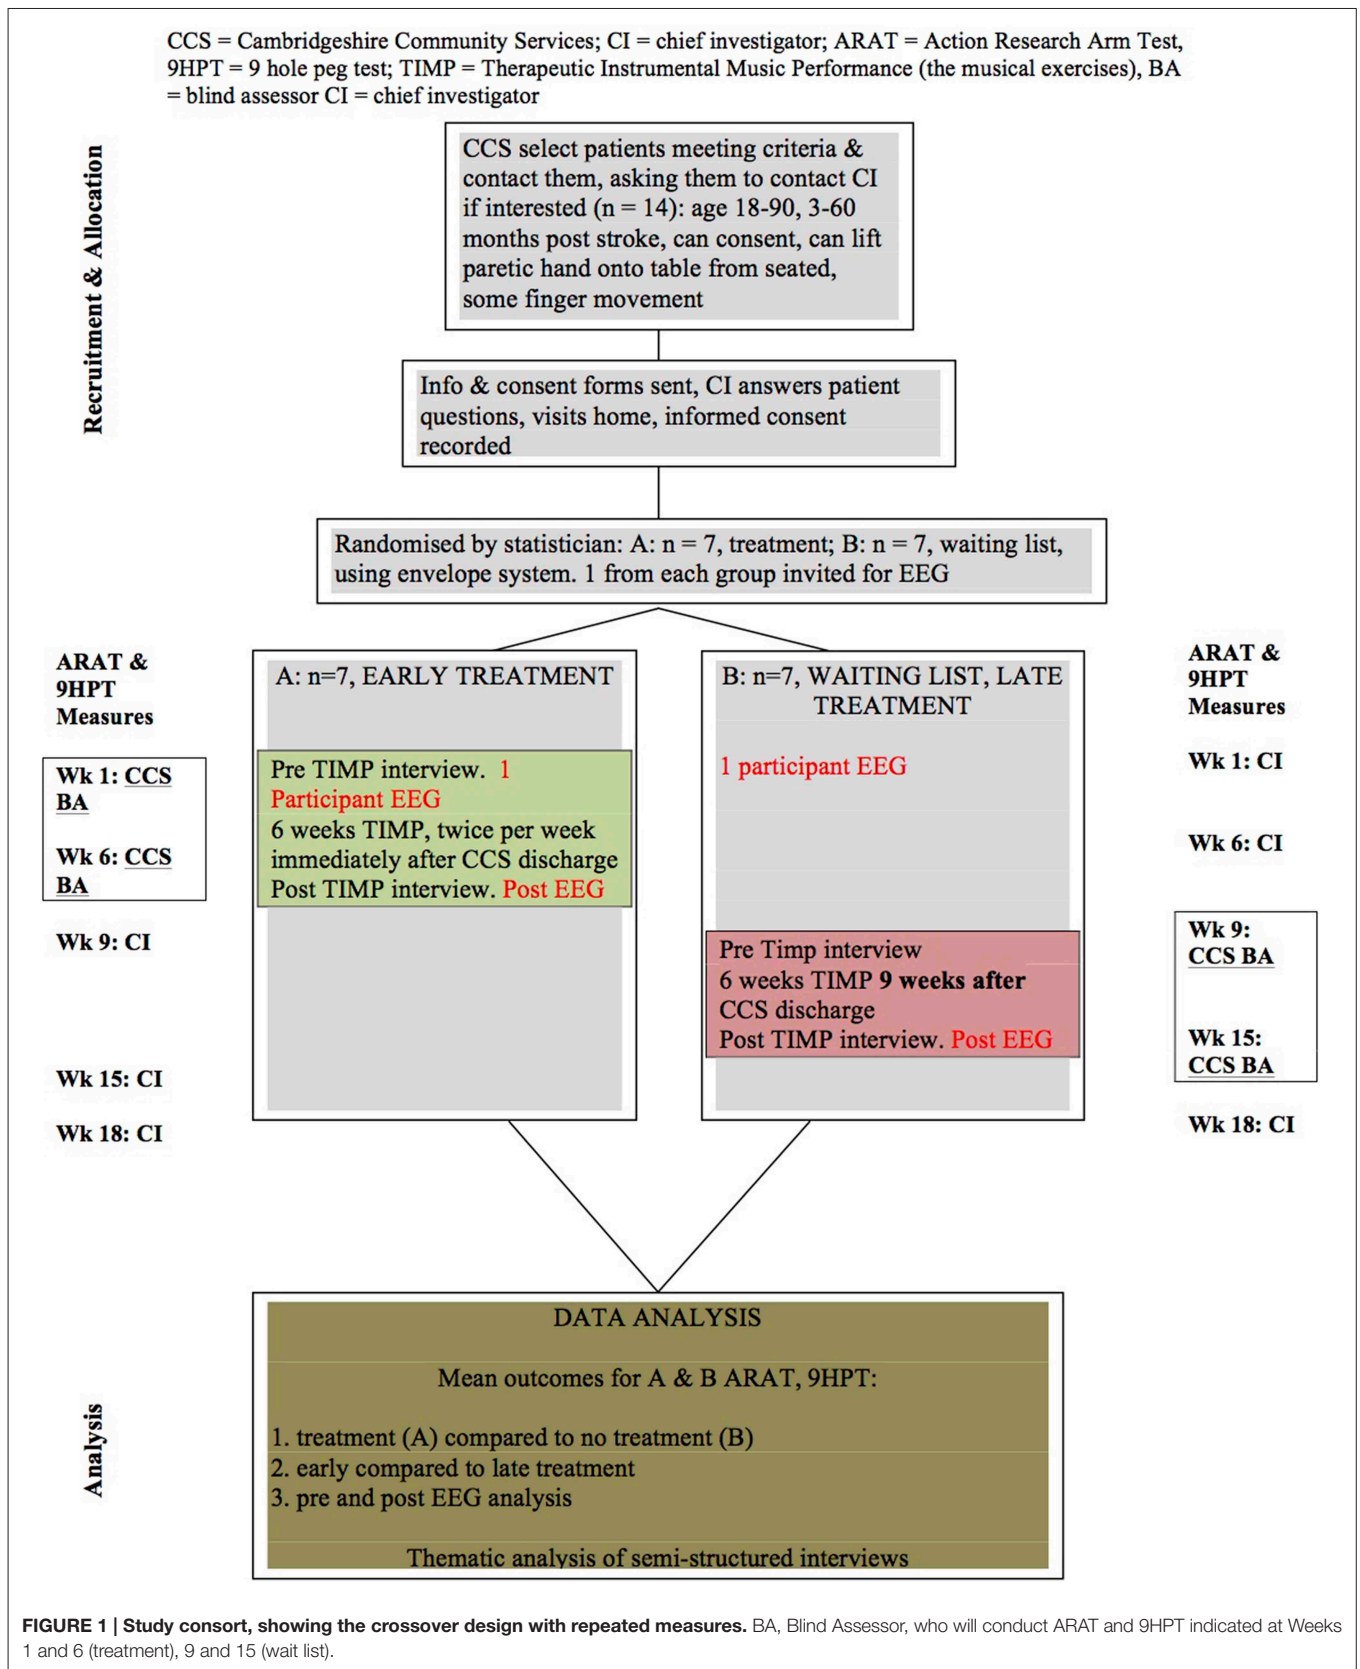 CCS = Cambridgeshire Community Services; CI = chief investigator; ARAT = Action Research Arm Test,
9HPT = 9 hole peg test; TIMP = Therapeutic Instrumental Music Performance (the musical exercises), BA
= blind assessor CI = chief investigator
Recruitment & Allocation
CCS select patients meeting criteria &
contact them, asking them to contact CI
if interested (n = 14): age 18-90, 3-60
months post stroke, can consent, can lift
paretic hand onto table from seated,
some finger movement
Info & consent forms sent, CI answers patient
questions, visits home, informed consent
recorded
Randomised by statistician: A: n = 7, treatment; B: n = 7, waiting list,
using envelope system. 1 from each group invited for EEG
ARAT &
9HPT
Measures
Wk 1: CCS
BA
Wk 6: CCS
BA
Wk 9: CI
Wk 15: CI
Wk 18: CI
A: n=7, EARLY TREATMENT
Pre TIMP interview. 1
Participant EEG
6 weeks TIMP, twice per week
immediately after CCS discharge
Post TIMP interview. Post EEG
B: n=7, WAITING LIST, LATE
TREATMENT
1 participant EEG
Pre Timp interview
6 weeks TIMP 9 weeks after
CCS discharge
Post TIMP interview. Post EEG
ARAT &
9HPT
Measures
Wk 1: CI
Wk 6: CI
Wk 9:
CCS BA
Wk 15:
CCS BA
Wk 18: CI
Analysis
DATA ANALYSIS
Mean outcomes for A & B ARAT, 9HPT:
1. treatment (A) compared to no treatment (B)
2. early compared to late treatment
3. pre and post EEG analysis
Thematic analysis of semi-structured interviews
FIGURE 1 | Study consort, showing the crossover design with repeated measures. BA, Blind Assessor, who will conduct ARAT and 9HPT indicated at Weeks
1 and 6 (treatment), 9 and 15 (wait list).